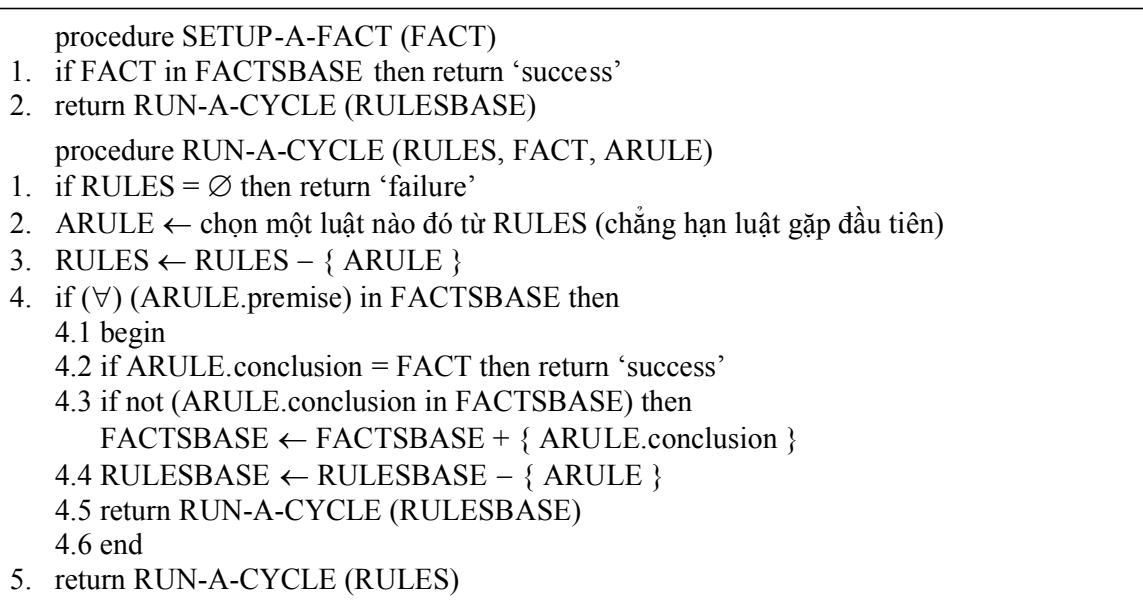 procedure SETUP-A-FACT (FACT)
1. if FACT in FACTSBASE then return ‘success’
2. return RUN-A-CYCLE (RULESBASE)
procedure RUN-A-CYCLE (RULES, FACT, ARULE)
1. if RULES = ∅ then return ‘failure’
2. ARULE ← chọn một luật nào đó từ RULES (chẳng hạn luật gặp đầu tiên)
3. RULES ← RULES − { ARULE }
4. if (∀) (ARULE.premise) in FACTSBASE then
4.1 begin
4.2 if ARULE.conclusion = FACT then return ‘success’
4.3 if not (ARULE.conclusion in FACTSBASE) then
FACTSBASE ← FACTSBASE + { ARULE.conclusion }
4.4 RULESBASE ← RULESBASE − { ARULE }
4.5 return RUN-A-CYCLE (RULESBASE)
4.6 end
5. return RUN-A-CYCLE (RULES)